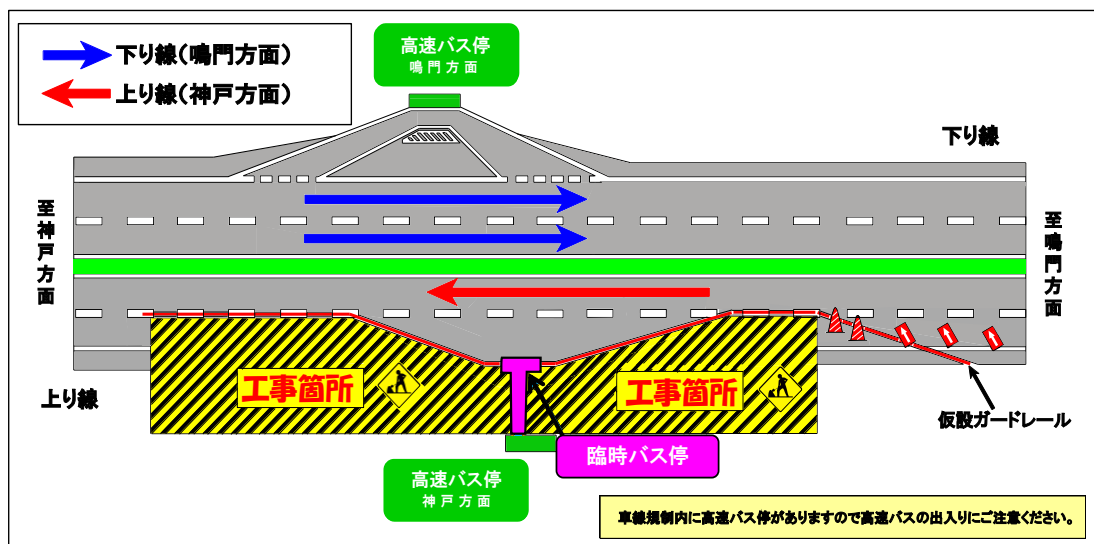 下り線(鳴門方面)
上り線(神戸方面)
高速バス停
鳴門方面
下り線
至神戸方面
至鳴門方面
上り線
工事箇所
工事箇所
仮設ガードレール
臨時バス停
高速バス停
神戸方面
車線規制内に高速バス停がありますので高速バスの出入りにご注意ください。